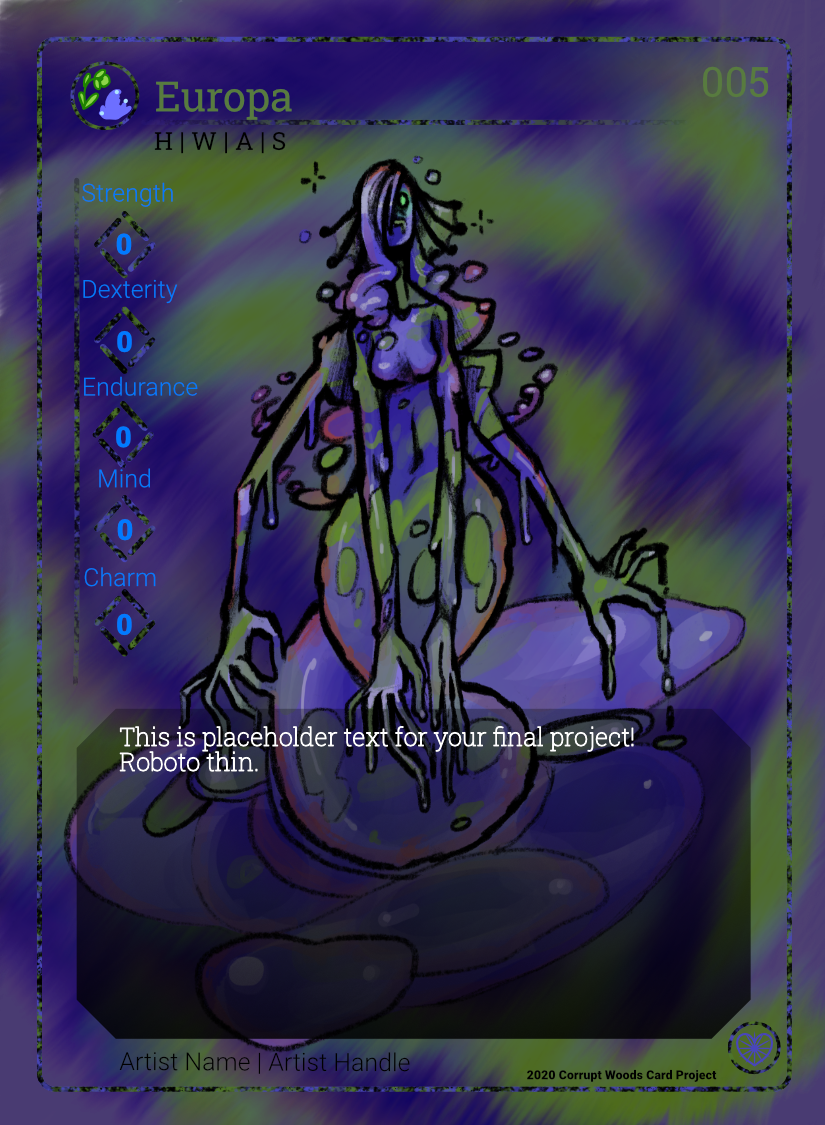 Europa
005
H | W | A | S
Strength
0
Dexterity
0
Endurance
0
Mind
0
Charm
0
This is placeholder text for your final project!
Roboto thin.
Artist Name | Artist Handle
2020 Corrupt Woods Card Project